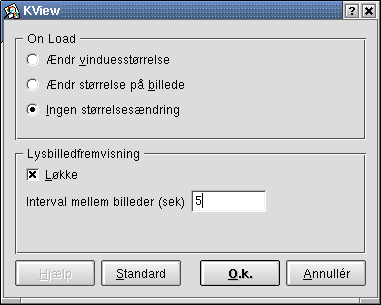 KView
On Load
Ændr vinduesstørrelse
Ændr størrelse på billede
Ingen størrelsesændring
Lysbilledfremvisning
Løkke
Interval mellem billeder (sek) 5
Hjælp Standard O.k. Annullér